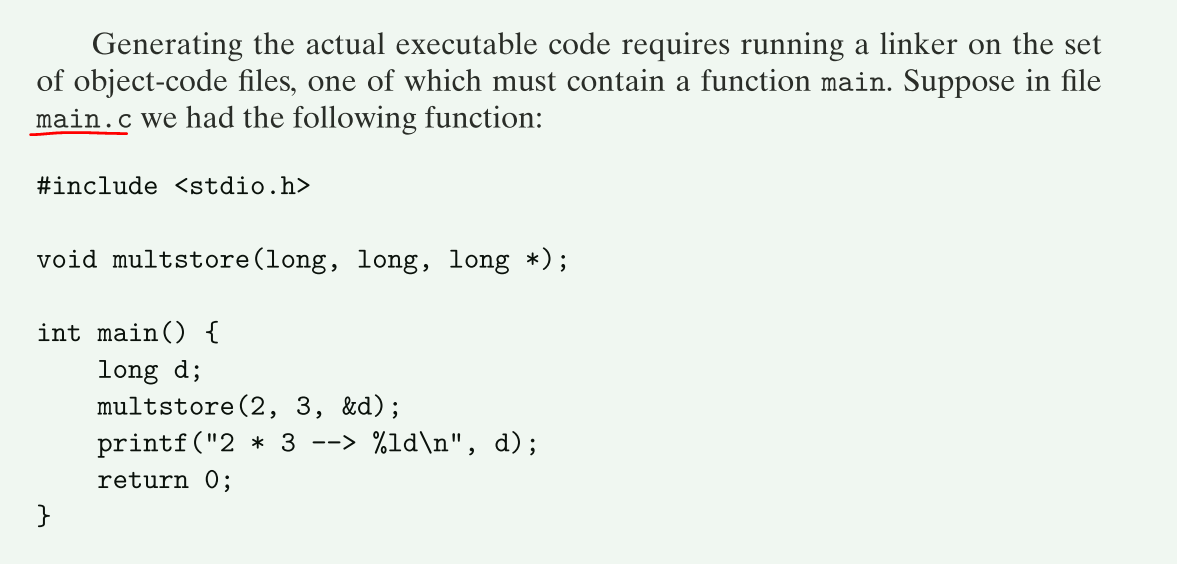 Generating the actual executable code requires running a linker on the set
of object-code files, one of which must contain a function main. Suppose in file
main.c we had the following function:
#include <stdio.h>
void multstore(long, long, long *);
int main() {
    long d;
    multstore(2, 3, &d);
    printf("2 * 3 --> %ld\n", d);
    return 0;
}